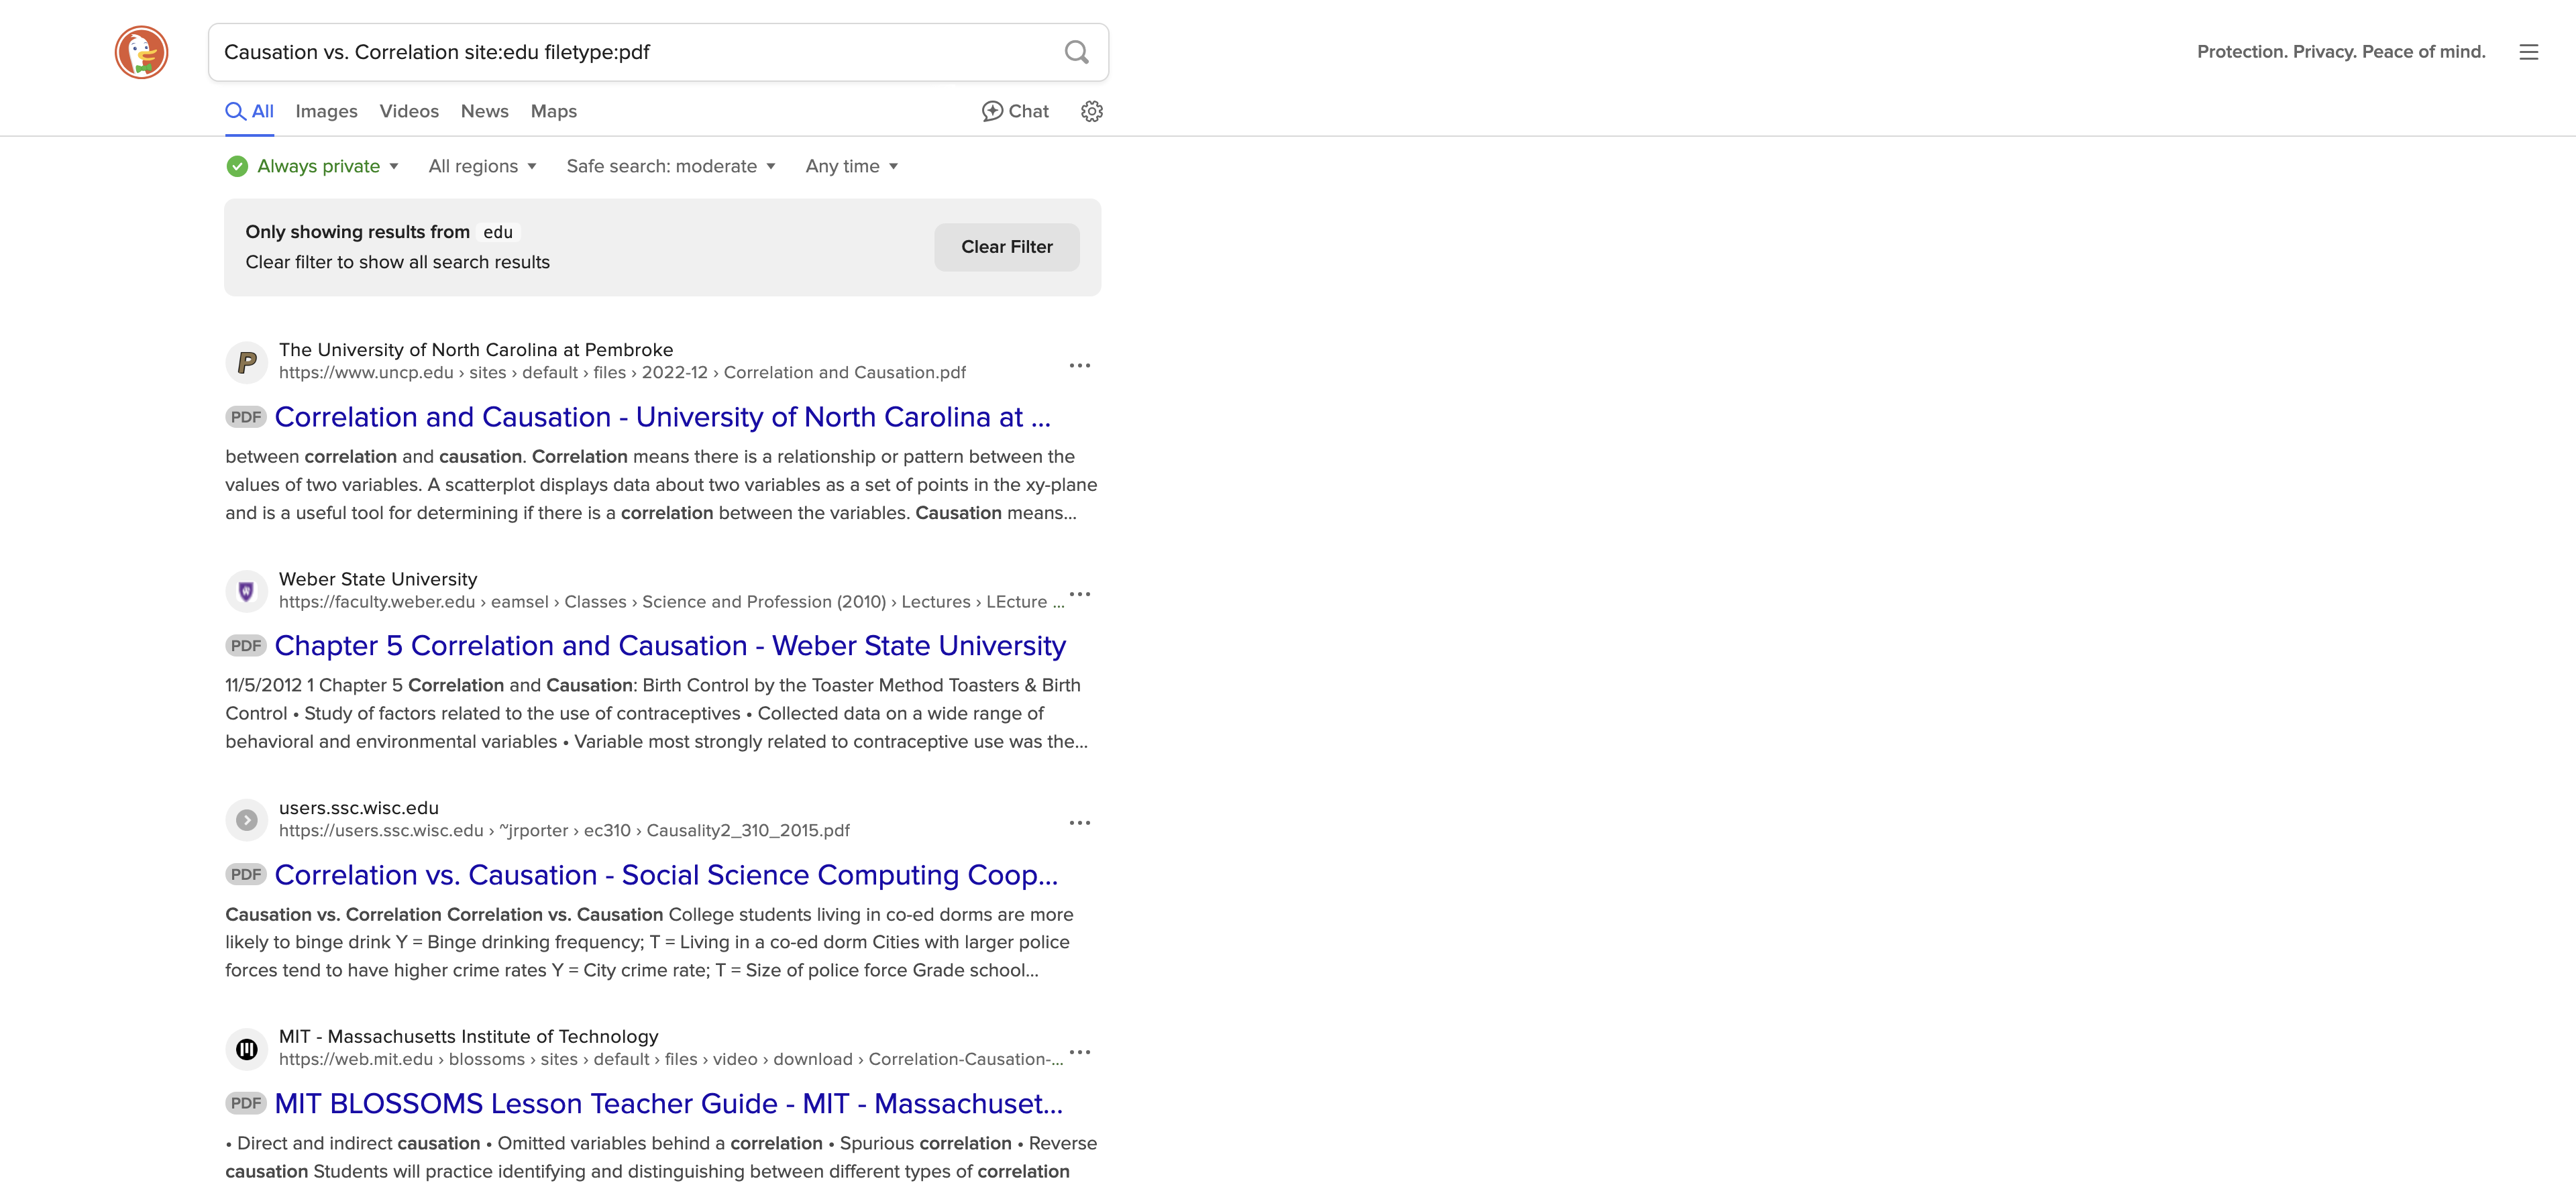 Causation vs. Correlation site:edu filetype:pdf
Protection. Privacy. Peace of mind.
All Images Videos News Maps Chat
Always private All regions Safe search: moderate Any time
Only showing results from edu
Clear filter to show all search results
Clear Filter
The University of North Carolina at Pembroke
https://www.uncp.edu › sites › default › files › 2022-12 › Correlation and Causation.pdf
PDF Correlation and Causation - University of North Carolina at ...
between correlation and causation. Correlation means there is a relationship or pattern between the
values of two variables. A scatterplot displays data about two variables as a set of points in the xy-plane
and is a useful tool for determining if there is a correlation between the variables. Causation means...
Weber State University
https://faculty.weber.edu › eamsel › Classes › Science and Profession (2010) › Lectures › LEcture ...
PDF Chapter 5 Correlation and Causation - Weber State University
11/5/2012 1 Chapter 5 Correlation and Causation: Birth Control by the Toaster Method Toasters & Birth
Control • Study of factors related to the use of contraceptives • Collected data on a wide range of
behavioral and environmental variables • Variable most strongly related to contraceptive use was the...
users.ssc.wisc.edu
https://users.ssc.wisc.edu › ~jrporter › ec310 › Causality2_310_2015.pdf
PDF Correlation vs. Causation - Social Science Computing Coop...
Causation vs. Correlation Correlation vs. Causation College students living in co-ed dorms are more
likely to binge drink Y = Binge drinking frequency; T = Living in a co-ed dorm Cities with larger police
forces tend to have higher crime rates Y = City crime rate; T = Size of police force Grade school...
MIT - Massachusetts Institute of Technology
https://web.mit.edu › blossoms › sites › default › files › video › download › Correlation-Causation-...
PDF MIT BLOSSOMS Lesson Teacher Guide - MIT - Massachuset...
• Direct and indirect causation • Omitted variables behind a correlation • Spurious correlation • Reverse
causation Students will practice identifying and distinguishing between different types of correlation